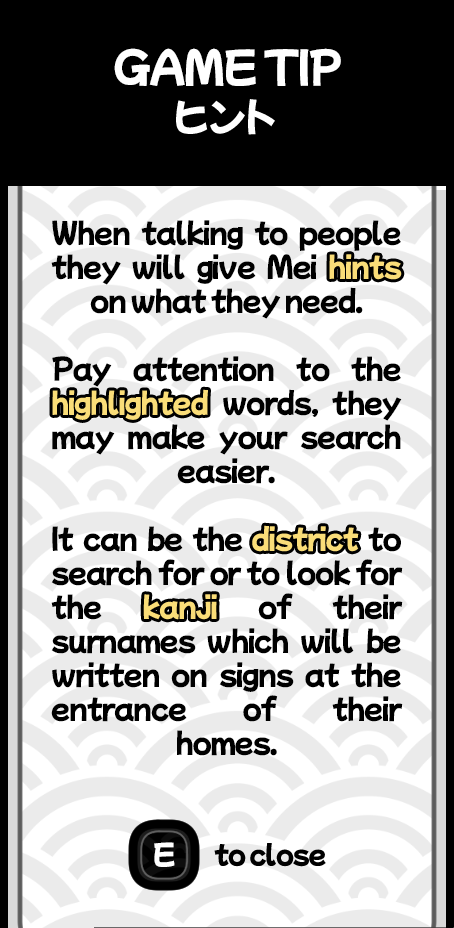 GAME TIP
ヒント
When talking to people
they will give Mei hints
on what they need.
Pay attention to the
highlighted words, they
may make your search
easier.
It can be the district to
search for or to look for
the kanji of their
surnames which will be
written on signs at the
entrance of their
homes.
E to close